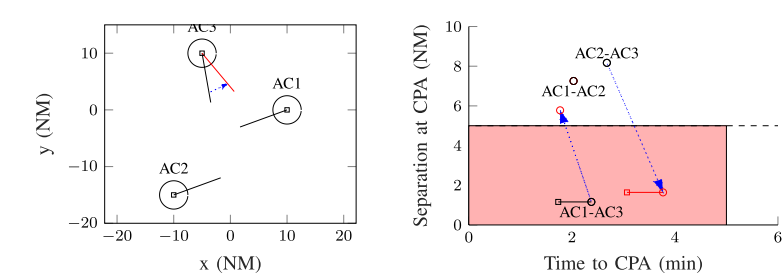 AC3
AC1
AC2
10
0
−10
−20
−20
−10
0
10
20
x (NM)
y (NM)
10
8
6
4
2
0
0
2
4
6
AC2-AC3
AC1-AC2
AC1-AC3
Time to CPA (min)
Separation at CPA (NM)